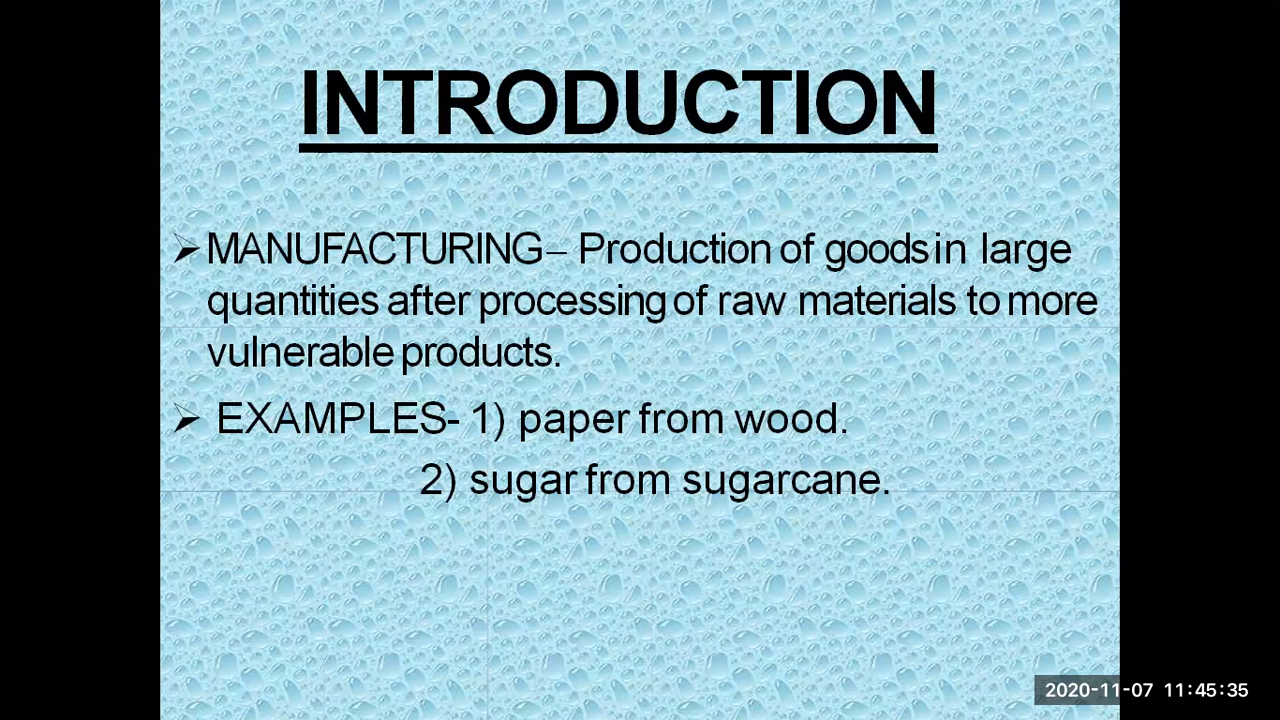 INTRODUCTION
➢MANUFACTURING– Production of goods in large
quantities after processing of raw materials to more
vulnerable products.
➢ EXAMPLES- 1) paper from wood.
2) sugar from sugarcane.
2020-11-07 11:45:35